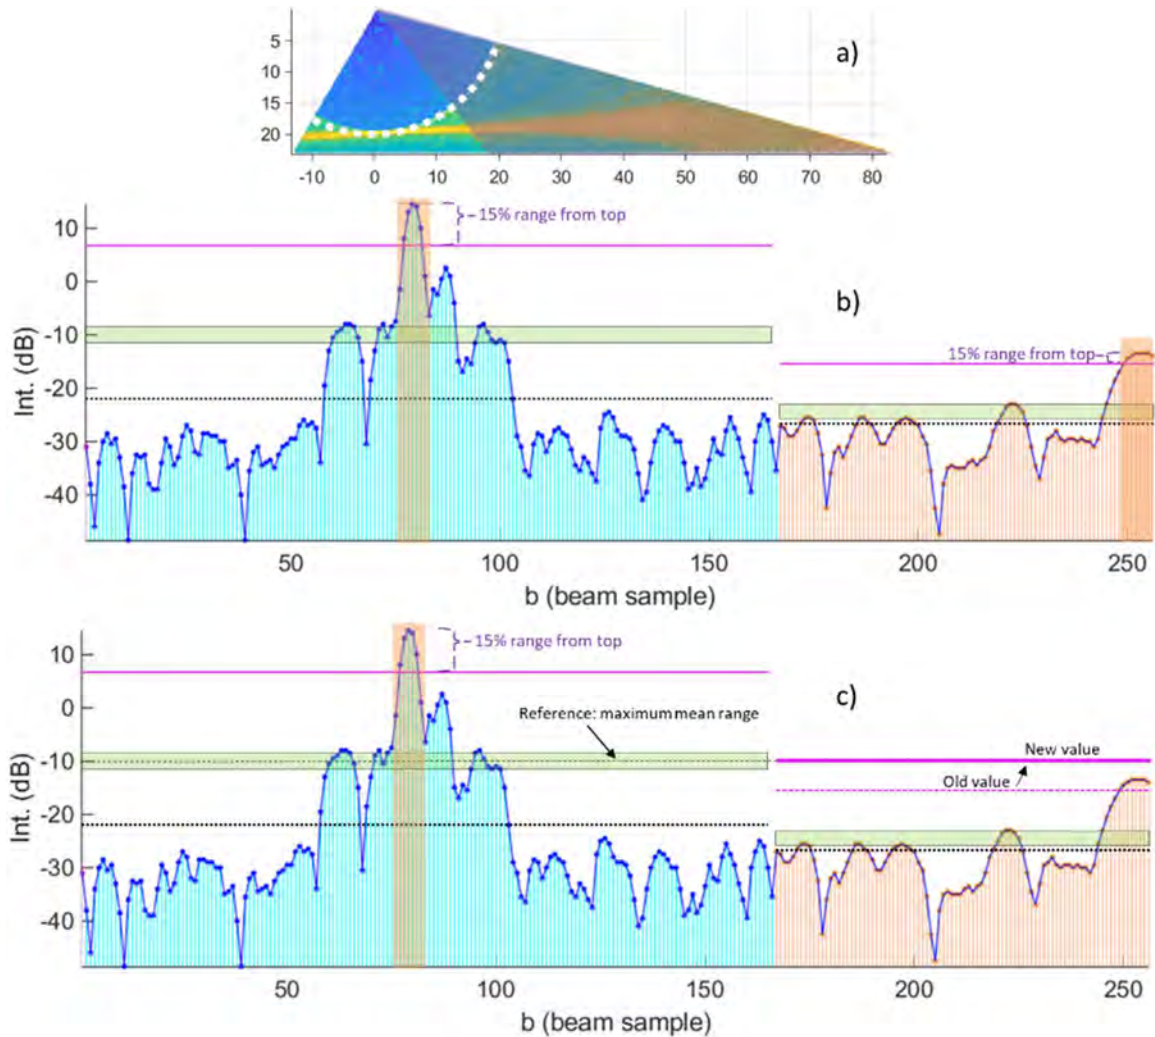 a)
5
10
15
20
-10 0 10 20 30 40 50 60 70 80
10
0
-10
-20
-30
-40
Int. (dB)
15% range from top
b)
15% range from top
50 100 150 200 250
b (beam sample)
10
0
-10
-20
-30
-40
Int. (dB)
15% range from top
c)
Reference: maximum mean range
New value
Old value
50 100 150 200 250
b (beam sample)